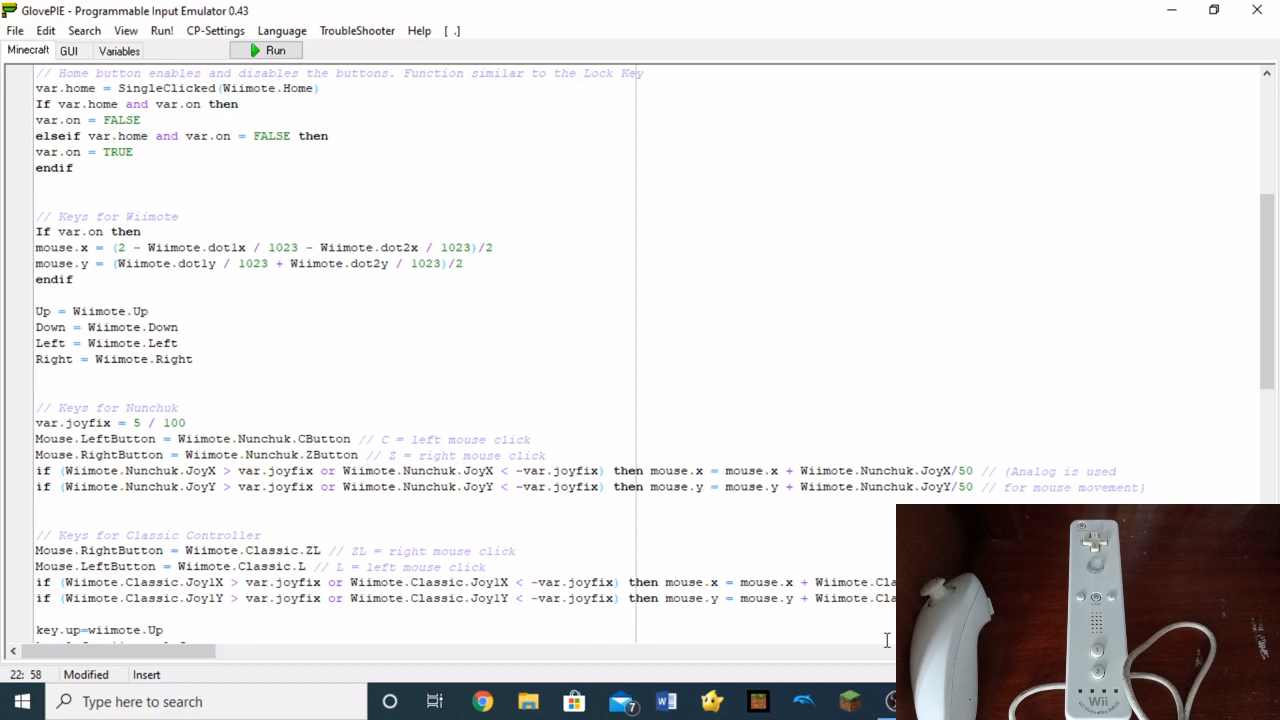 GlovePIE - Programmable Input Emulator 0.43
File Edit Search View Run! CP-Settings Language TroubleShooter Help [ .]
Minecraft GUI Variables Run
// Home button enables and disables the buttons. Function similar to the Lock Key
var.home = SingleClicked(Wiimote.Home)
If var.home and var.on then
var.on = FALSE
elseif var.home and var.on = FALSE then
var.on = TRUE
endif
// Keys for Wiimote
If var.on then
mouse.x = (2 - Wiimote.dot1x / 1023 - Wiimote.dot2x / 1023)/2
mouse.y = (Wiimote.dot1y / 1023 + Wiimote.dot2y / 1023)/2
endif
Up = Wiimote.Up
Down = Wiimote.Down
Left = Wiimote.Left
Right = Wiimote.Right
// Keys for Nunchuk
var.joyfix = 5 / 100
Mouse.LeftButton = Wiimote.Nunchuk.CButton // C = left mouse click
Mouse.RightButton = Wiimote.Nunchuk.ZButton // Z = right mouse click
if (Wiimote.Nunchuk.JoyX > var.joyfix or Wiimote.Nunchuk.JoyX < -var.joyfix) then mouse.x = mouse.x + Wiimote.Nunchuk.JoyX/50 // (Analog is used
if (Wiimote.Nunchuk.JoyY > var.joyfix or Wiimote.Nunchuk.JoyY < -var.joyfix) then mouse.y = mouse.y + Wiimote.Nunchuk.JoyY/50 // for mouse movement)
// Keys for Classic Controller
Mouse.RightButton = Wiimote.Classic.ZL // ZL = right mouse click
Mouse.LeftButton = Wiimote.Classic.L // L = left mouse click
if (Wiimote.Classic.Joy1X > var.joyfix or Wiimote.Classic.Joy1X < -var.joyfix) then mouse.x = mouse.x + Wiimote.Cla
if (Wiimote.Classic.Joy1Y > var.joyfix or Wiimote.Classic.Joy1Y < -var.joyfix) then mouse.y = mouse.y + Wiimote.Cla
key.up=wiimote.Up
22: 58 Modified Insert
Type here to search
7
Wii